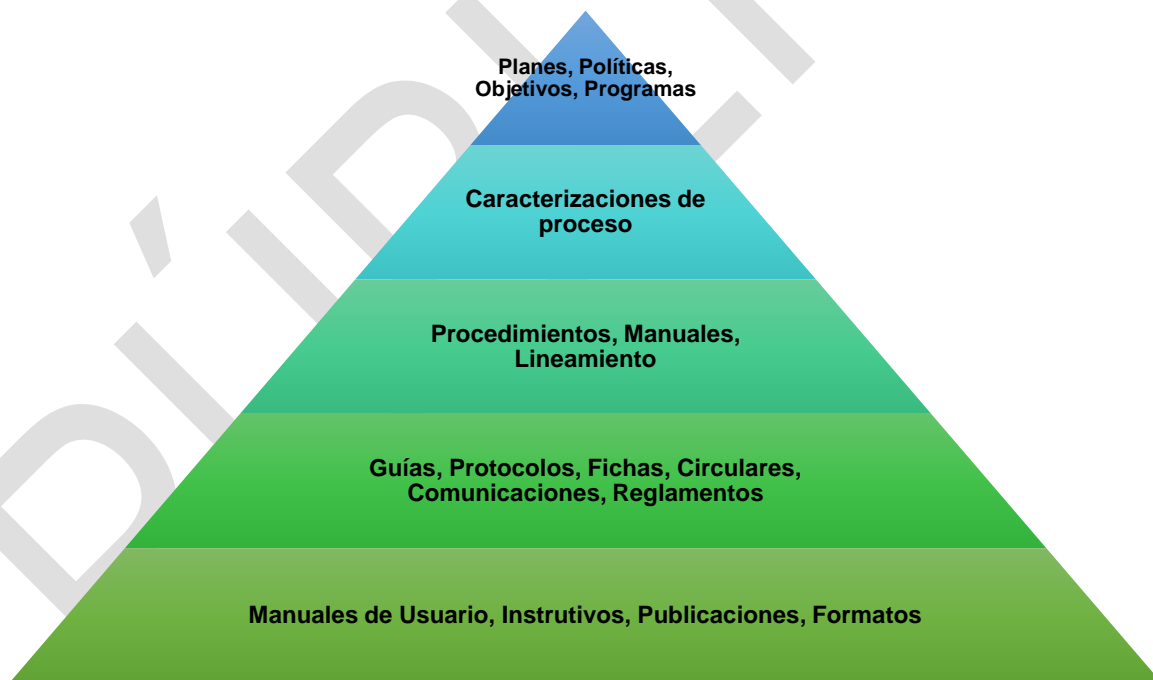 Planes, Políticas,
Objetivos, Programas
Caracterizaciones de
proceso
Procedimientos, Manuales,
Lineamiento
Guías, Protocolos, Fichas, Circulares,
Comunicaciones, Reglamentos
Manuales de Usuario, Instrutivos, Publicaciones, Formatos